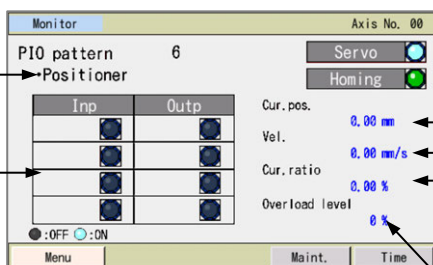 Monitor Axis No. 00
PIO pattern 6 Servo
•Positioner Homing
Inp Outp Cur.pos.
0.00 mm
Vel.
0.00 mm/s
Cur.ratio
0.00 %
Overload level
0 %
:OFF :ON
Menu Maint. Time